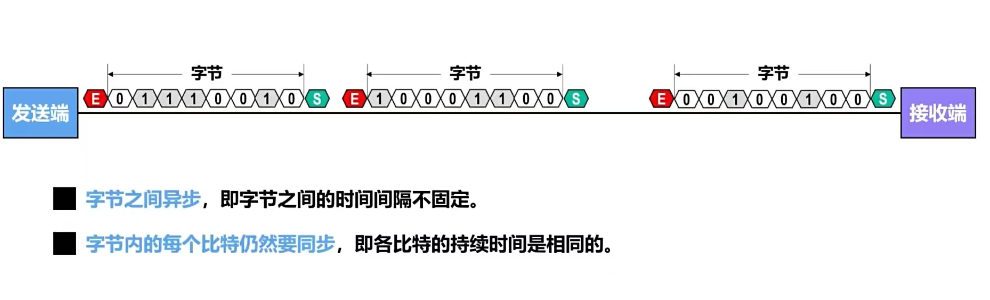 字节 字节 字节
发送端 E 0 1 1 1 0 0 1 0 S E 1 0 0 0 1 1 0 0 S E 0 0 1 0 0 1 0 0 S 接收端
字节之间异步，即字节之间的时间间隔不固定。
字节内的每个比特仍然要同步，即各比特的持续时间是相同的。